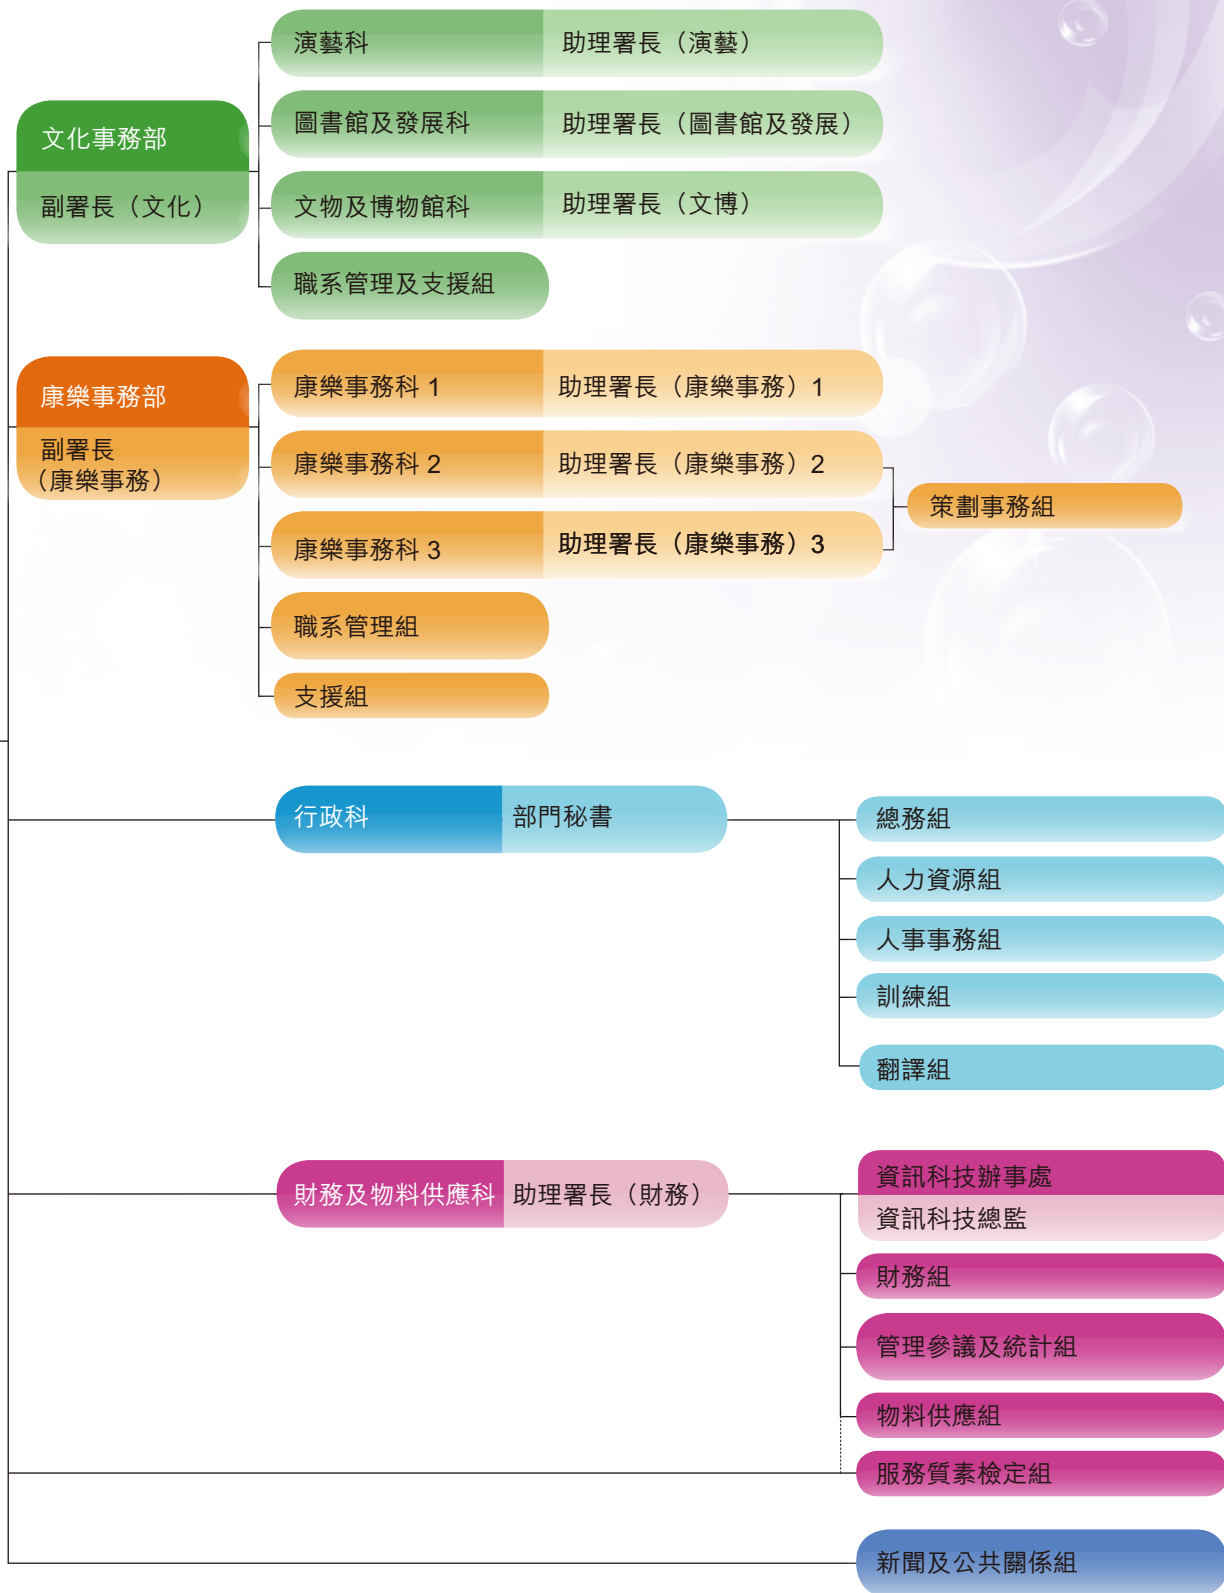 文化事務部
副署長（文化）
演藝科 助理署長（演藝）
圖書館及發展科 助理署長（圖書館及發展）
文物及博物館科 助理署長（文博）
職系管理及支援組
康樂事務部
副署長
（康樂事務）
康樂事務科 1 助理署長（康樂事務）1
康樂事務科 2 助理署長（康樂事務）2
康樂事務科 3 助理署長（康樂事務）3
策劃事務組
職系管理組
支援組
行政科 部門秘書
總務組
人力資源組
人事事務組
訓練組
翻譯組
財務及物料供應科 助理署長（財務）
資訊科技辦事處
資訊科技總監
財務組
管理參議及統計組
物料供應組
服務質素檢定組
新聞及公共關係組